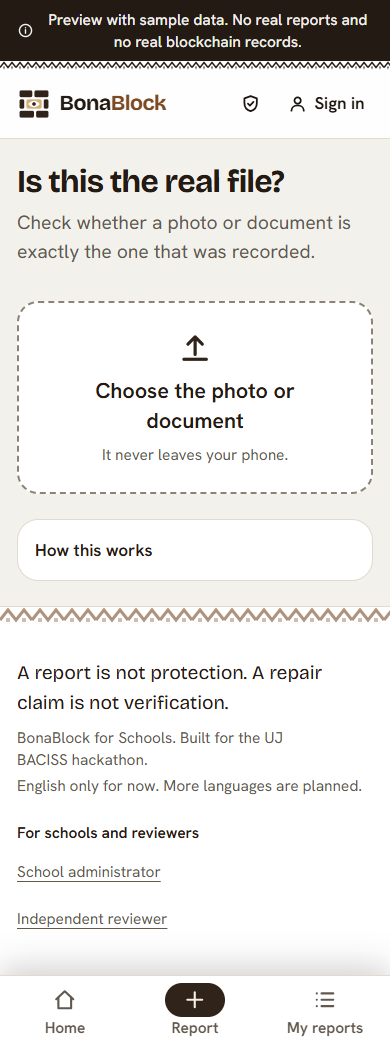 Preview with sample data. No real reports and
no real blockchain records.
BonaBlock
Sign in
Is this the real file?
Check whether a photo or document is
exactly the one that was recorded.
Choose the photo or
document
It never leaves your phone.
How this works
A report is not protection. A repair
claim is not verification.
BonaBlock for Schools. Built for the UJ
BACISS hackathon.
English only for now. More languages are planned.
For schools and reviewers
School administrator
Independent reviewer
Home
Report
My reports